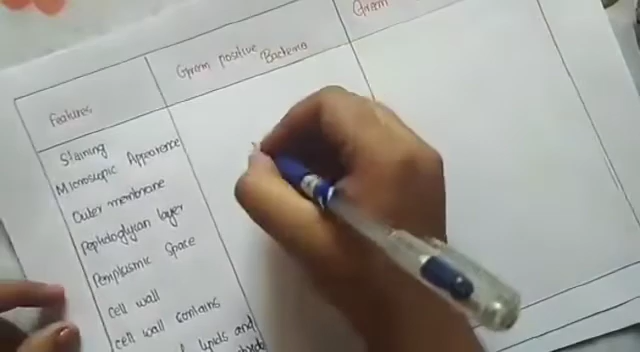 Features
Gram positive Bacteria
Gram
Staining
Microscopic Appearence
Outer membrane
Peptidoglycan layer
Periplasmic Space
Cell wall
Cell wall contains
lipids and